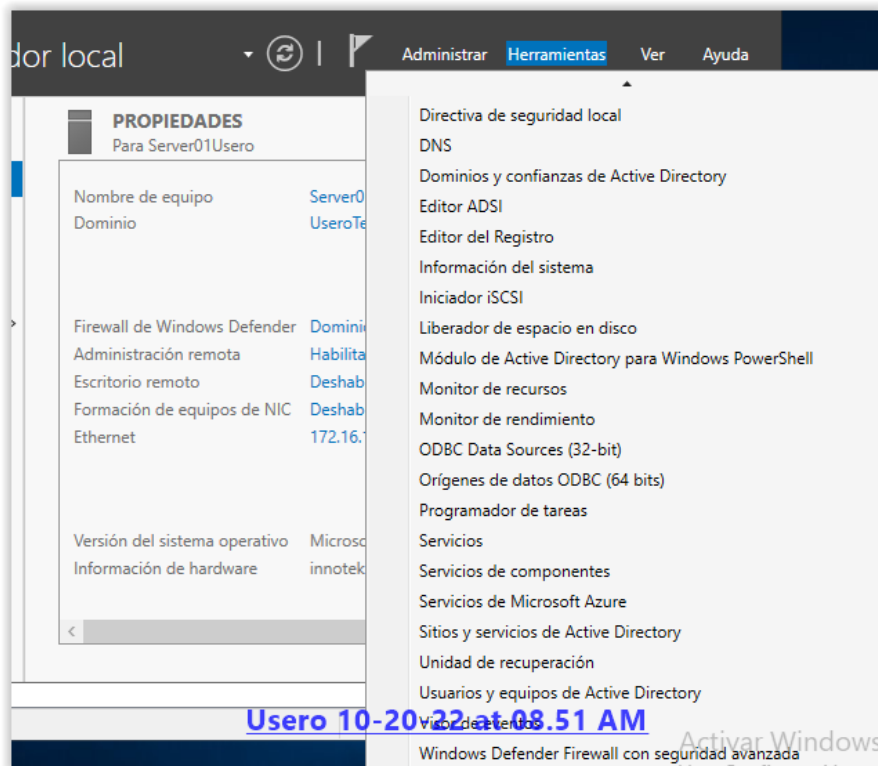 dor local
Administrar Herramientas Ver Ayuda
PROPIEDADES
Para Server01Usero
Nombre de equipo Server0
Dominio UseroTe
Firewall de Windows Defender Domini
Administración remota Habilita
Escritorio remoto Deshab
Formación de equipos de NIC Deshab
Ethernet 172.16.
Versión del sistema operativo Microso
Información de hardware innotek
Directiva de seguridad local
DNS
Dominios y confianzas de Active Directory
Editor ADSI
Editor del Registro
Información del sistema
Iniciador iSCSI
Liberador de espacio en disco
Módulo de Active Directory para Windows PowerShell
Monitor de recursos
Monitor de rendimiento
ODBC Data Sources (32-bit)
Orígenes de datos ODBC (64 bits)
Programador de tareas
Servicios
Servicios de componentes
Servicios de Microsoft Azure
Sitios y servicios de Active Directory
Unidad de recuperación
Usuarios y equipos de Active Directory
Visor de eventos
Windows Defender Firewall con seguridad avanzada
Usero 10-20-22 at 08.51 AM
Activar Windows